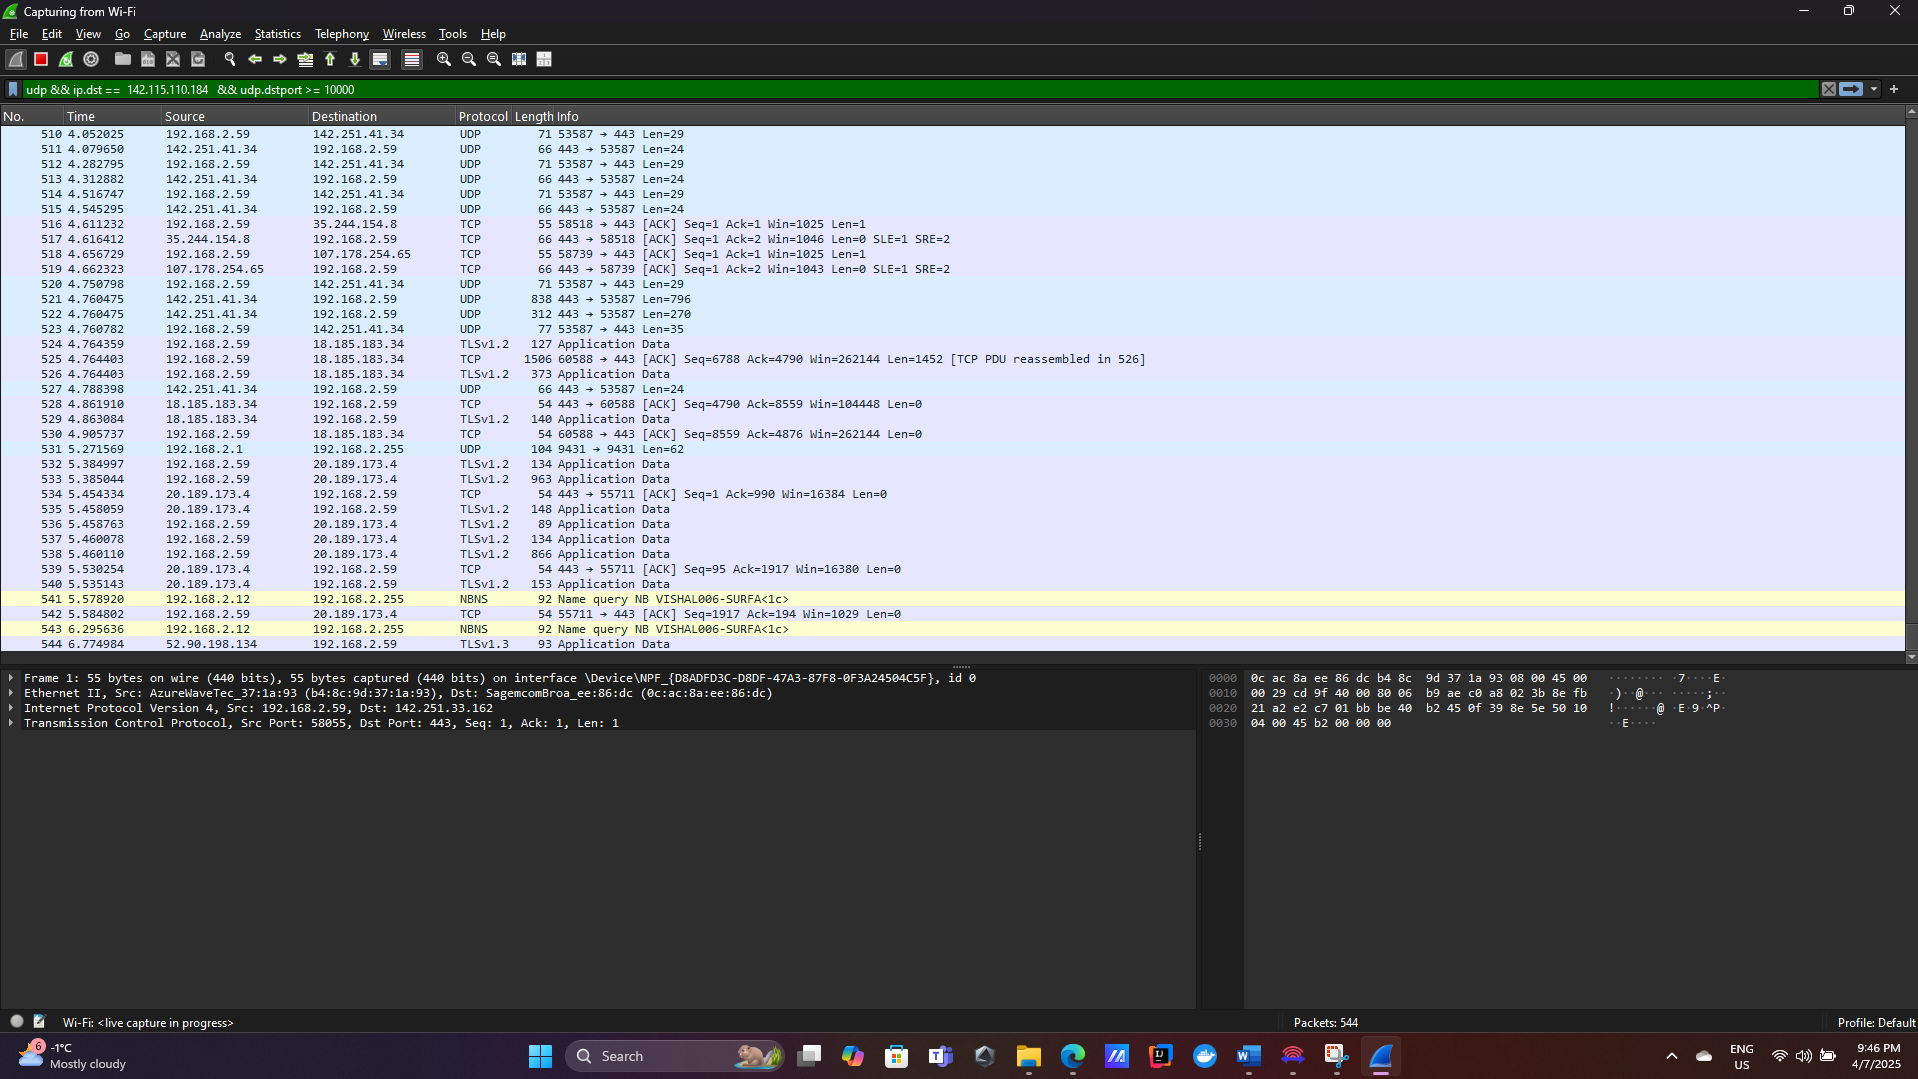 Capturing from Wi-Fi
File Edit View Go Capture Analyze Statistics Telephony Wireless Tools Help
udp && ip.dst == 142.115.110.184 && udp.dstport >= 10000
No. Time Source Destination Protocol Length Info
510 4.052025 192.168.2.59 142.251.41.34 UDP 71 53587 → 443 Len=29
511 4.079650 142.251.41.34 192.168.2.59 UDP 66 443 → 53587 Len=24
512 4.282795 192.168.2.59 142.251.41.34 UDP 71 53587 → 443 Len=29
513 4.312882 142.251.41.34 192.168.2.59 UDP 66 443 → 53587 Len=24
514 4.516747 192.168.2.59 142.251.41.34 UDP 71 53587 → 443 Len=29
515 4.545295 142.251.41.34 192.168.2.59 UDP 66 443 → 53587 Len=24
516 4.611232 192.168.2.59 35.244.154.8 TCP 55 58518 → 443 [ACK] Seq=1 Ack=1 Win=1025 Len=1
517 4.616412 35.244.154.8 192.168.2.59 TCP 66 443 → 58518 [ACK] Seq=1 Ack=2 Win=1046 Len=0 SLE=1 SRE=2
518 4.656729 192.168.2.59 107.178.254.65 TCP 55 58739 → 443 [ACK] Seq=1 Ack=1 Win=1025 Len=1
519 4.662323 107.178.254.65 192.168.2.59 TCP 66 443 → 58739 [ACK] Seq=1 Ack=2 Win=1043 Len=0 SLE=1 SRE=2
520 4.750798 192.168.2.59 142.251.41.34 UDP 71 53587 → 443 Len=29
521 4.760475 142.251.41.34 192.168.2.59 UDP 838 443 → 53587 Len=796
522 4.760475 142.251.41.34 192.168.2.59 UDP 312 443 → 53587 Len=270
523 4.760782 192.168.2.59 142.251.41.34 UDP 77 53587 → 443 Len=35
524 4.764359 192.168.2.59 18.185.183.34 TLSv1.2 127 Application Data
525 4.764403 192.168.2.59 18.185.183.34 TCP 1506 60588 → 443 [ACK] Seq=6788 Ack=4790 Win=262144 Len=1452 [TCP PDU reassembled in 526]
526 4.764403 192.168.2.59 18.185.183.34 TLSv1.2 373 Application Data
527 4.788398 142.251.41.34 192.168.2.59 UDP 66 443 → 53587 Len=24
528 4.861910 18.185.183.34 192.168.2.59 TCP 54 443 → 60588 [ACK] Seq=4790 Ack=8559 Win=104448 Len=0
529 4.863084 18.185.183.34 192.168.2.59 TLSv1.2 140 Application Data
530 4.905737 192.168.2.59 18.185.183.34 TCP 54 60588 → 443 [ACK] Seq=8559 Ack=4876 Win=262144 Len=0
531 5.271569 192.168.2.1 192.168.2.255 UDP 104 9431 → 9431 Len=62
532 5.384997 192.168.2.59 20.189.173.4 TLSv1.2 134 Application Data
533 5.385044 192.168.2.59 20.189.173.4 TLSv1.2 963 Application Data
534 5.454334 20.189.173.4 192.168.2.59 TCP 54 443 → 55711 [ACK] Seq=1 Ack=990 Win=16384 Len=0
535 5.458059 20.189.173.4 192.168.2.59 TLSv1.2 148 Application Data
536 5.458763 192.168.2.59 20.189.173.4 TLSv1.2 89 Application Data
537 5.460078 192.168.2.59 20.189.173.4 TLSv1.2 134 Application Data
538 5.460110 192.168.2.59 20.189.173.4 TLSv1.2 866 Application Data
539 5.530254 20.189.173.4 192.168.2.59 TCP 54 443 → 55711 [ACK] Seq=95 Ack=1917 Win=16380 Len=0
540 5.535143 20.189.173.4 192.168.2.59 TLSv1.2 153 Application Data
541 5.578920 192.168.2.12 192.168.2.255 NBNS 92 Name query NB VISHAL006-SURFA<1c>
542 5.584802 192.168.2.59 20.189.173.4 TCP 54 55711 → 443 [ACK] Seq=1917 Ack=194 Win=1029 Len=0
543 6.295636 192.168.2.12 192.168.2.255 NBNS 92 Name query NB VISHAL006-SURFA<1c>
544 6.774984 52.90.198.134 192.168.2.59 TLSv1.3 93 Application Data
Frame 1: 55 bytes on wire (440 bits), 55 bytes captured (440 bits) on interface \Device\NPF_{D8ADFD3C-D8DF-47A3-87F8-0F3A24504C5F}, id 0
Ethernet II, Src: AzureWaveTec_37:1a:93 (b4:8c:9d:37:1a:93), Dst: SagemcomBroa_ee:86:dc (0c:ac:8a:ee:86:dc)
Internet Protocol Version 4, Src: 192.168.2.59, Dst: 142.251.33.162
Transmission Control Protocol, Src Port: 58055, Dst Port: 443, Seq: 1, Ack: 1, Len: 1
0000 0c ac 8a ee 86 dc b4 8c 9d 37 1a 93 08 00 45 00 ········ ·7····E·
0010 00 29 cd 9f 40 00 80 06 b9 ae c0 a8 02 3b 8e fb ·)··@··· ·····;··
0020 21 a2 e2 c7 01 bb be 40 b2 45 0f 39 8e 5e 50 10 !······@ ·E·9·^P·
0030 04 00 45 b2 00 00 00 ··E····
Wi-Fi: <live capture in progress>
Packets: 544
Profile: Default
6
-1°C
Mostly cloudy
Search
ENG
US
9:46 PM
4/7/2025